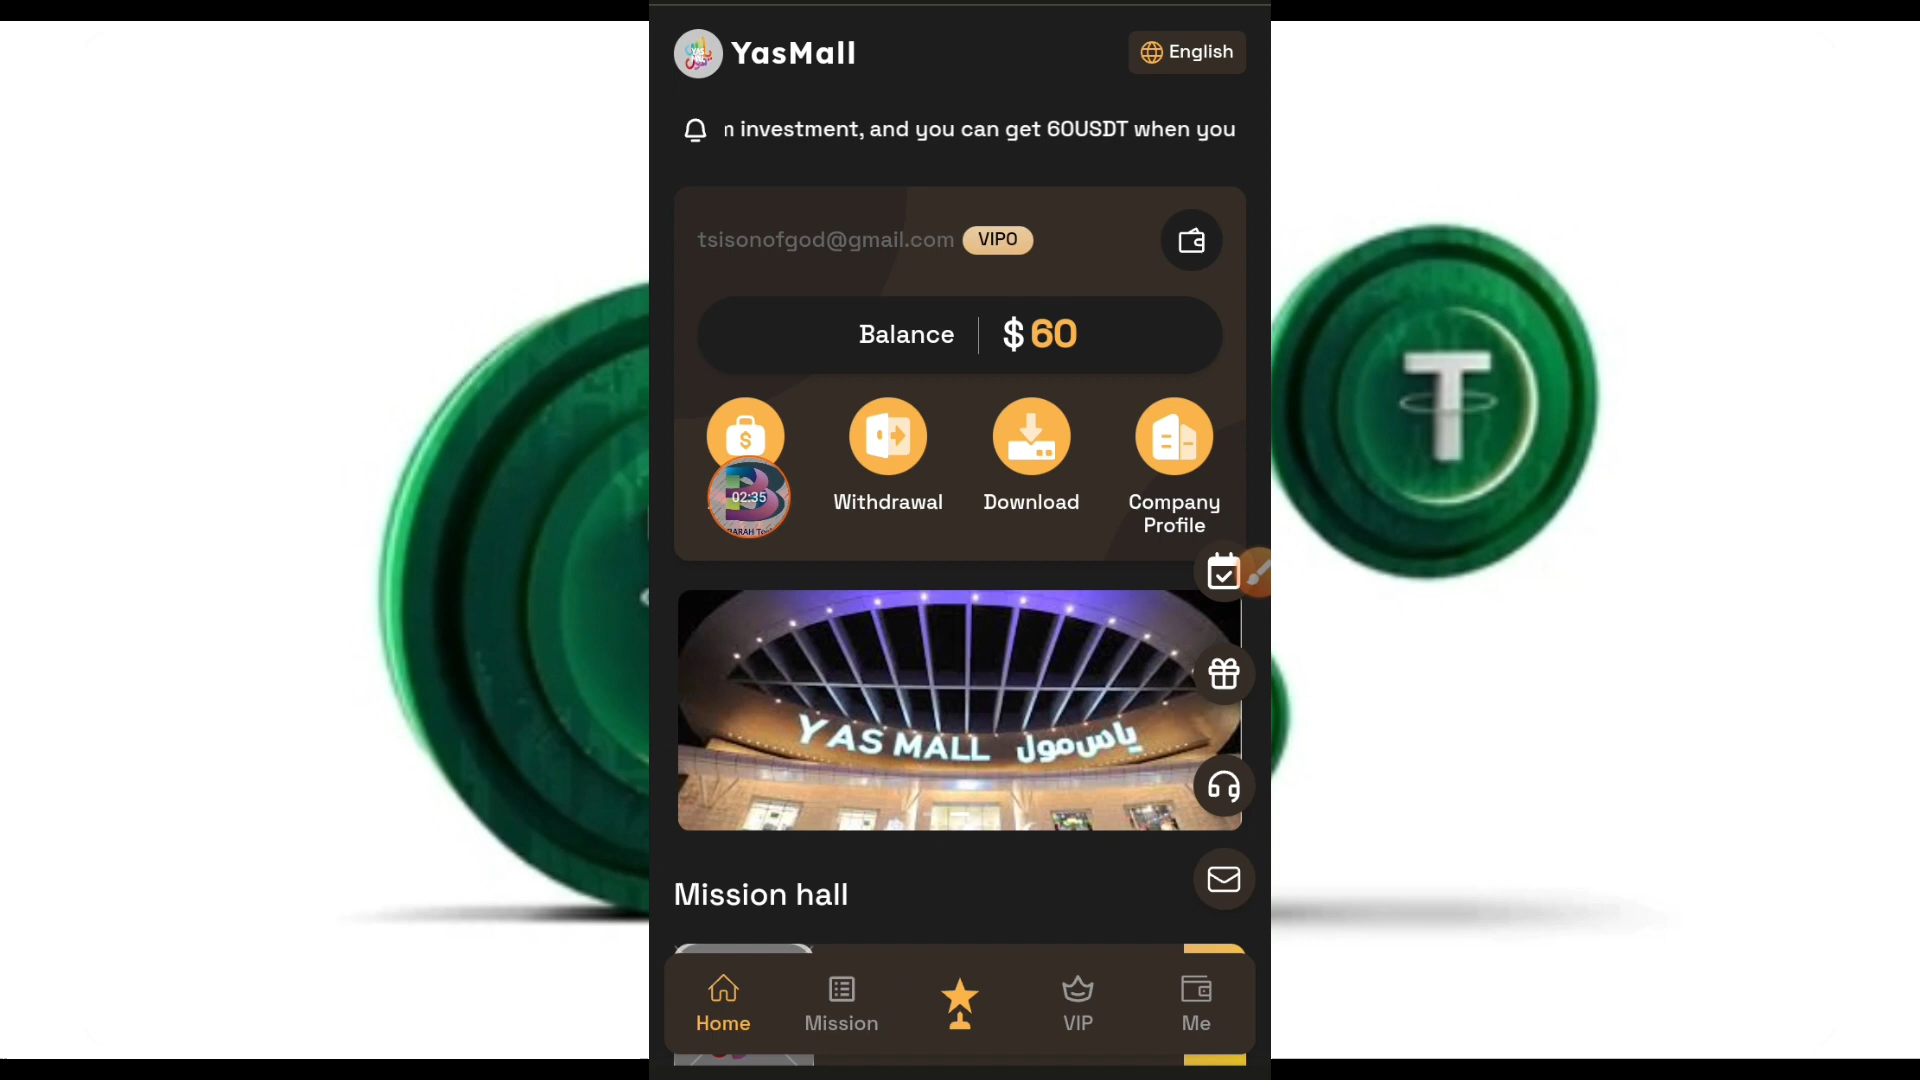 YasMall
English
n investment, and you can get 60USDT when you
tsisonofgod@gmail.com VIP0
Balance $ 60
02:35
Withdrawal
Download
Company
Profile
YAS MALL ياس مول
Mission hall
Home
Mission
VIP
Me
T